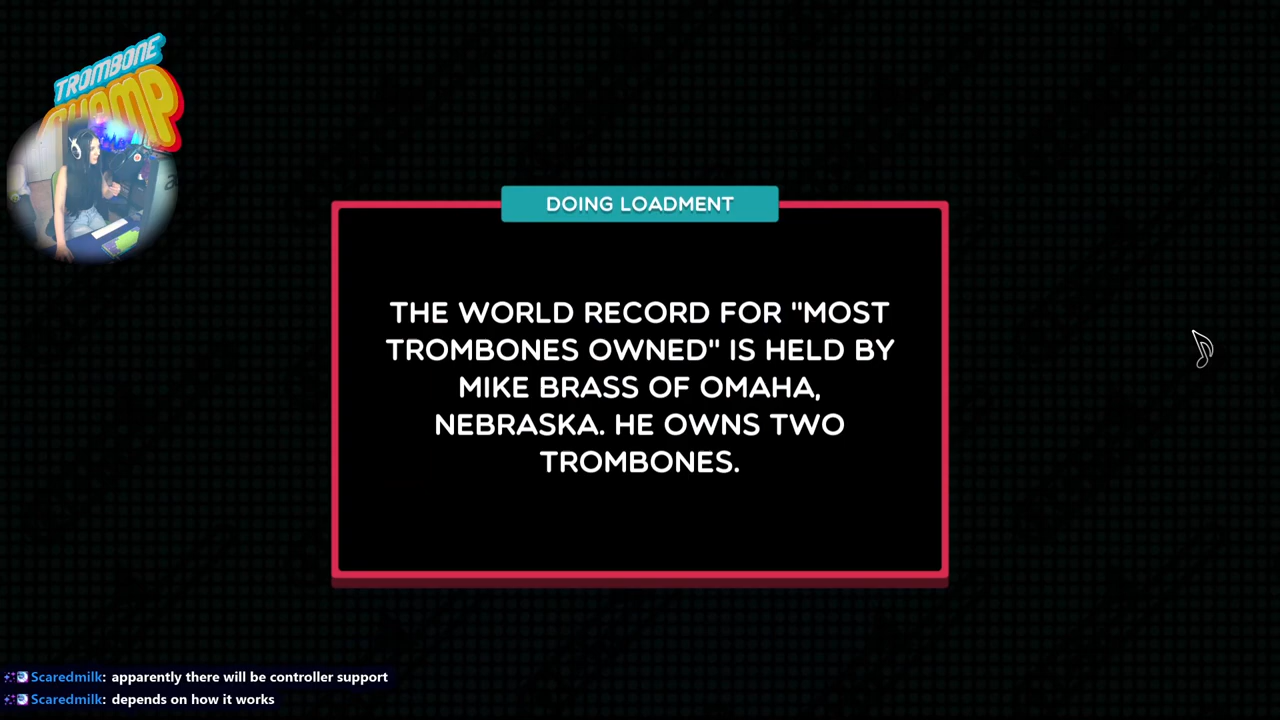 TROMBONE
CHAMP
DOING LOADMENT
THE WORLD RECORD FOR "MOST
TROMBONES OWNED" IS HELD BY
MIKE BRASS OF OMAHA,
NEBRASKA. HE OWNS TWO
TROMBONES.
Scaredmilk: apparently there will be controller support
Scaredmilk: depends on how it works